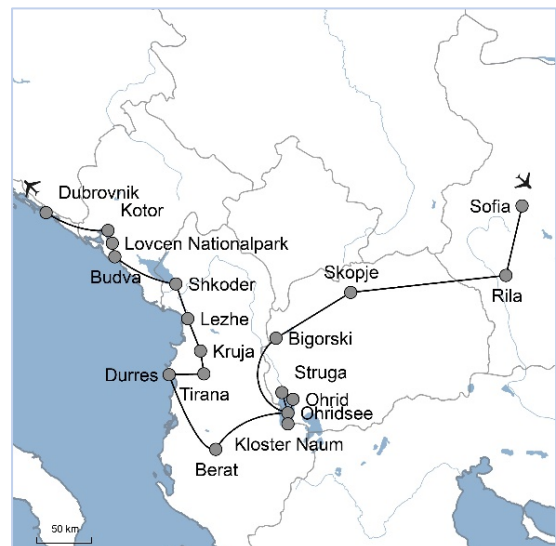 Dubrovnik
Kotor
Sofia
Lovcen Nationalpark
Budva
Skopje
Shkoder
Rila
Lezhe
Bigorski
Kruja
Struga
Durres
Tirana
Ohrid
Ohridsee
Kloster Naum
Berat
50 km